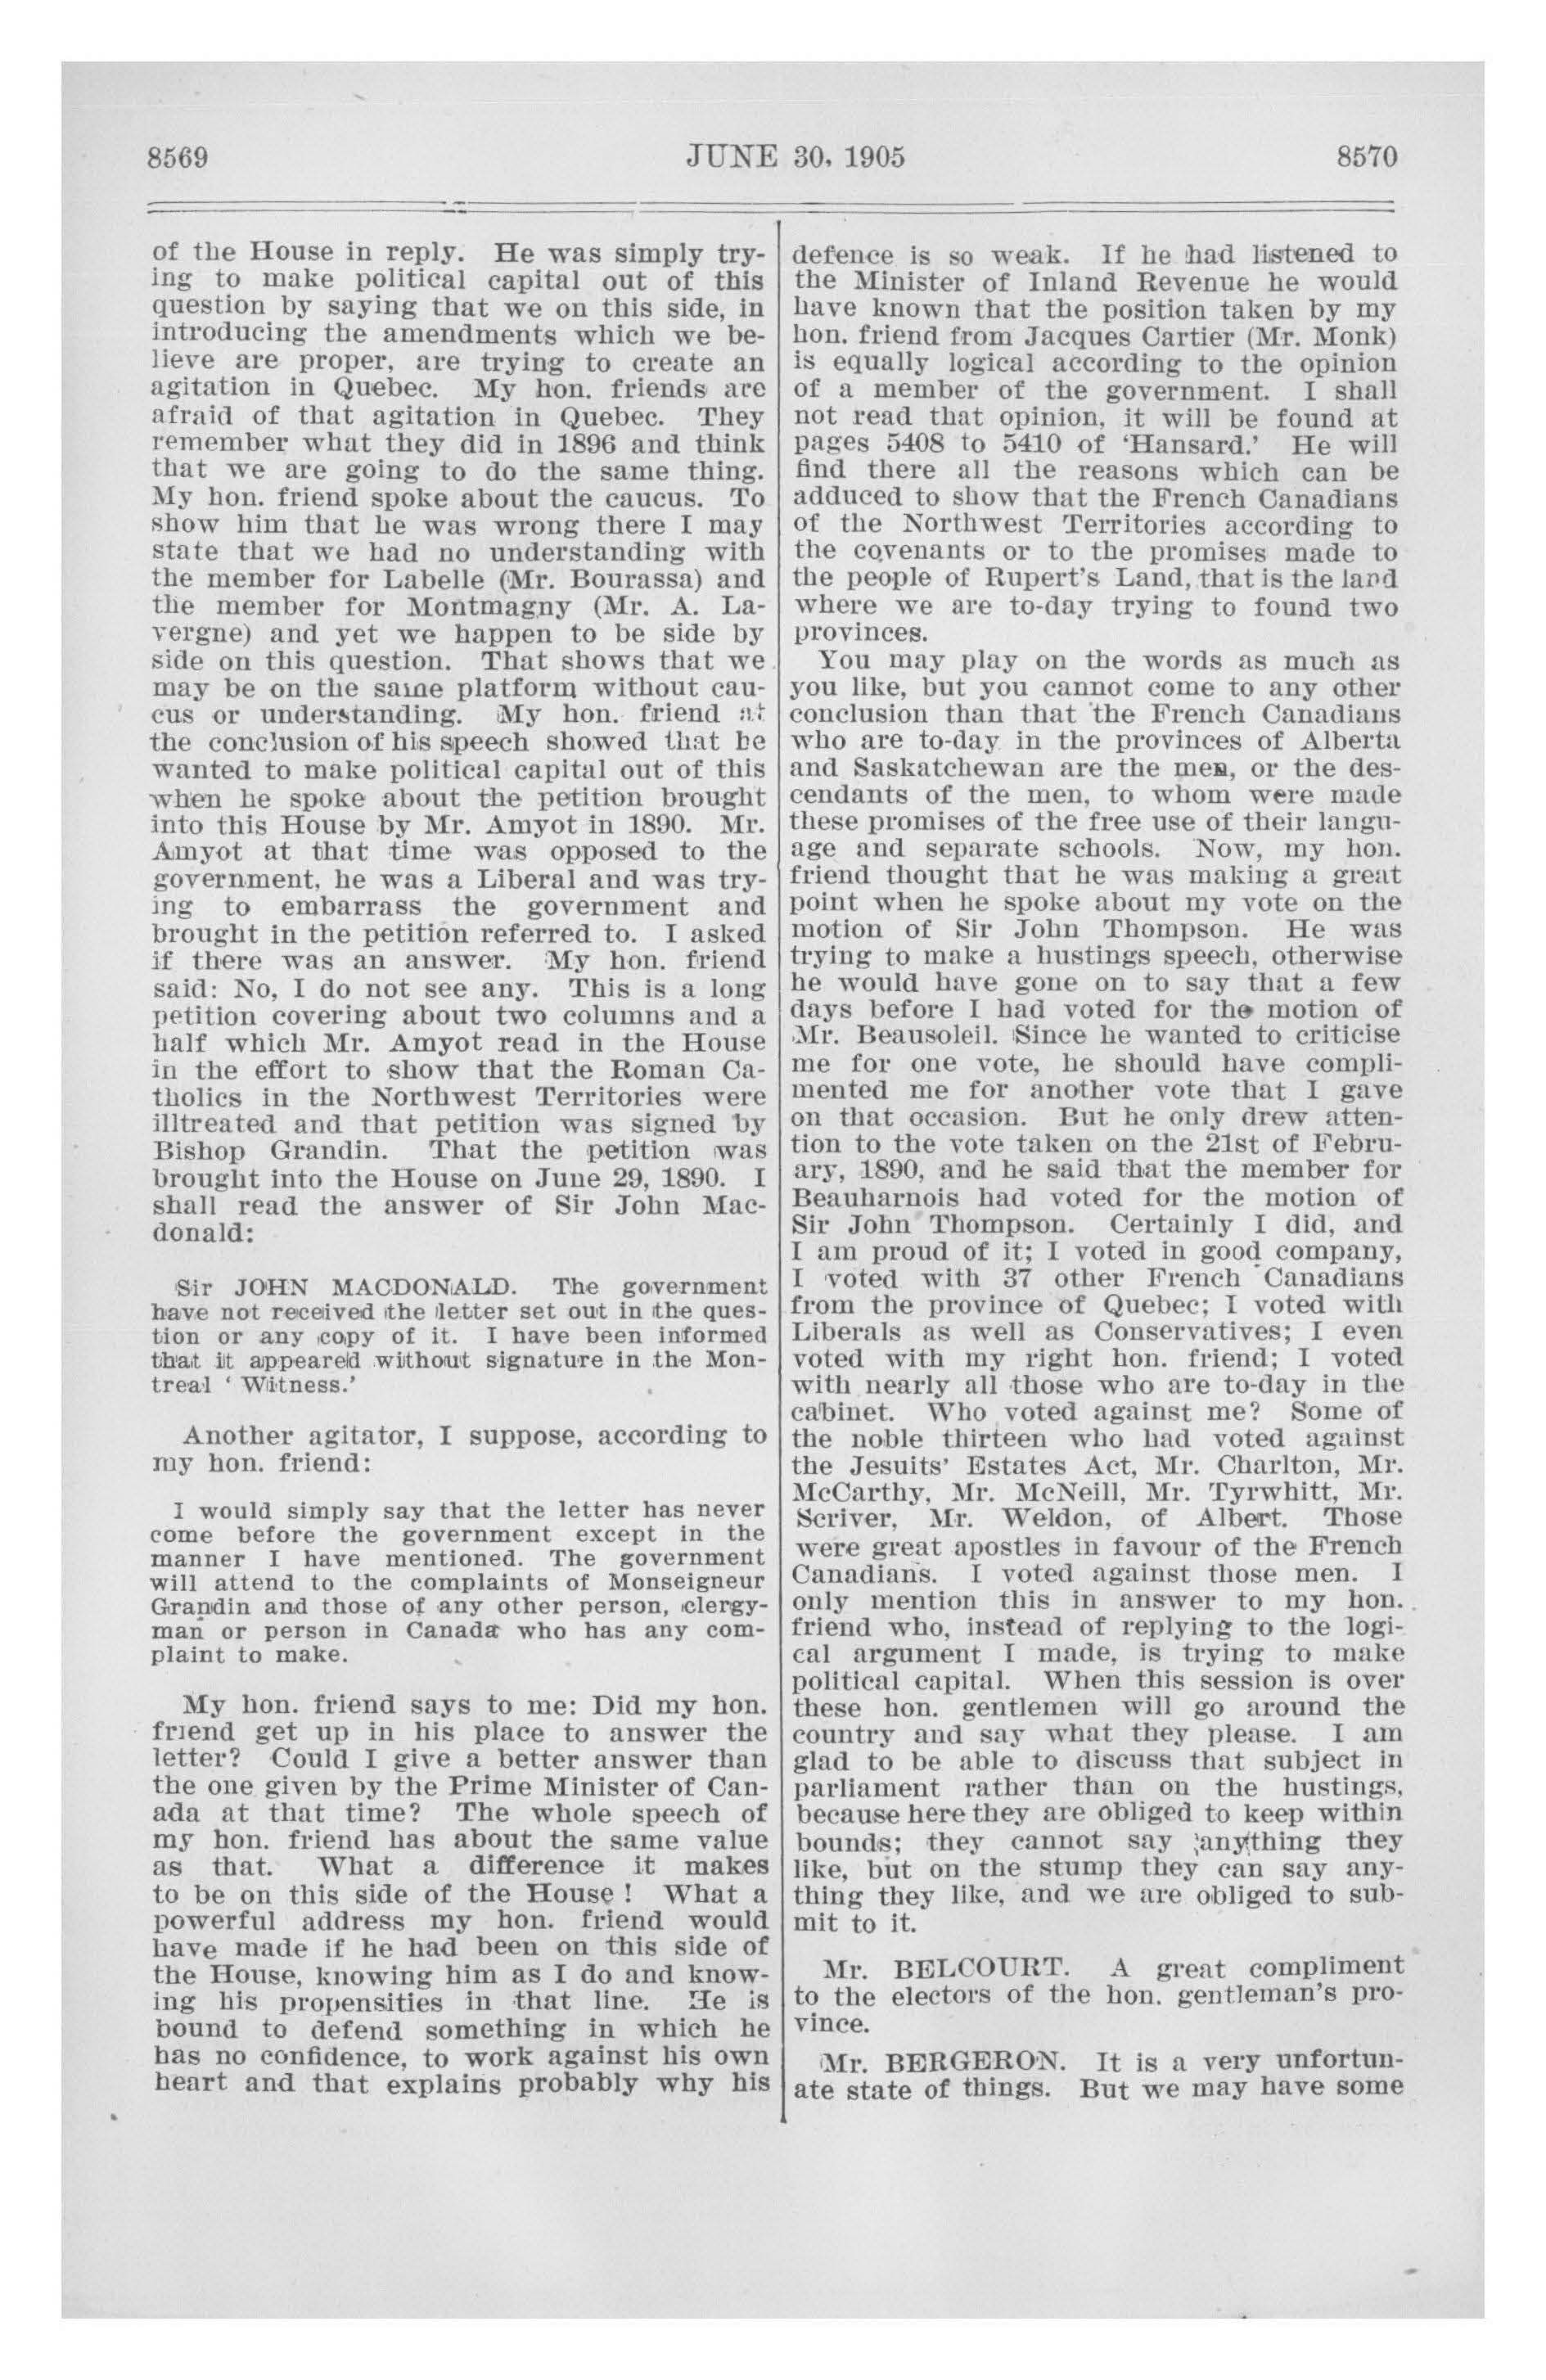 8569
JUNE 30, 1905
8570
of the House in reply. He was simply try-
ing to make political capital out of this
question by saying that we on this side, in
introducing the amendments which we be-
lieve are proper, are trying to create an
agitation in Quebec. My hon. friends are
afraid of that agitation in Quebec. They
remember what they did in 1896 and think
that we are going to do the same thing.
My hon. friend spoke about the caucus. To
show him that he was wrong there I may
state that we had no understanding with
the member for Labelle (Mr. Bourassa) and
the member for Montmagny (Mr. A. La-
vergne) and yet we happen to be side by
side on this question. That shows that we
may be on the same platform without cau-
cus or understanding. My hon. friend at
the conclusion of his speech showed that he
wanted to make political capital out of this
when he spoke about the petition brought
into this House by Mr. Amyot in 1890. Mr.
Amyot at that time was opposed to the
government, he was a Liberal and was try-
ing to embarrass the government and
brought in the petition referred to. I asked
if there was an answer. My hon. friend
said: No, I do not see any. This is a long
petition covering about two columns and a
half which Mr. Amyot read in the House
in the effort to show that the Roman Ca-
tholics in the Northwest Territories were
illtreated and that petition was signed by
Bishop Grandin. That the petition was
brought into the House on June 29, 1890. I
shall read the answer of Sir John Mac-
donald:
Sir JOHN MACDONALD. The government
have not received the letter set out in the ques-
tion or any copy of it. I have been informed
that it appeared without signature in the Mon-
treal ' Witness.'
Another agitator, I suppose, according to
my hon. friend:
I would simply say that the letter has never
come before the government except in the
manner I have mentioned. The government
will attend to the complaints of Monseigneur
Grandin and those of any other person, clergy-
man or person in Canada who has any com-
plaint to make.
My hon. friend says to me: Did my hon.
friend get up in his place to answer the
letter? Could I give a better answer than
the one given by the Prime Minister of Can-
ada at that time? The whole speech of
my hon. friend has about the same value
as that. What a difference it makes
to be on this side of the House ! What a
powerful address my hon. friend would
have made if he had been on this side of
the House, knowing him as I do and know-
ing his propensities in that line. He is
bound to defend something in which he
has no confidence, to work against his own
heart and that explains probably why his
defence is so weak. If he had listened to
the Minister of Inland Revenue he would
have known that the position taken by my
hon. friend from Jacques Cartier (Mr. Monk)
is equally logical according to the opinion
of a member of the government. I shall
not read that opinion, it will be found at
pages 5408 to 5410 of 'Hansard.' He will
find there all the reasons which can be
adduced to show that the French Canadians
of the Northwest Territories according to
the covenants or to the promises made to
the people of Rupert's Land, that is the land
where we are to-day trying to found two
provinces.
You may play on the words as much as
you like, but you cannot come to any other
conclusion than that the French Canadians
who are to-day in the provinces of Alberta
and Saskatchewan are the men, or the des-
cendants of the men, to whom were made
these promises of the free use of their langu-
age and separate schools. Now, my hon.
friend thought that he was making a great
point when he spoke about my vote on the
motion of Sir John Thompson. He was
trying to make a hustings speech, otherwise
he would have gone on to say that a few
days before I had voted for the motion of
Mr. Beausoleil. Since he wanted to criticise
me for one vote, he should have compli-
mented me for another vote that I gave
on that occasion. But he only drew atten-
tion to the vote taken on the 21st of Febru-
ary, 1890, and he said that the member for
Beauharnois had voted for the motion of
Sir John Thompson. Certainly I did, and
I am proud of it; I voted in good company,
I voted with 37 other French Canadians
from the province of Quebec; I voted with
Liberals as well as Conservatives; I even
voted with my right hon. friend; I voted
with nearly all those who are to-day in the
cabinet. Who voted against me? Some of
the noble thirteen who had voted against
the Jesuits' Estates Act, Mr. Charlton, Mr.
McCarthy, Mr. McNeill, Mr. Tyrwhitt, Mr.
Scriver, Mr. Weldon, of Albert. Those
were great apostles in favour of the French
Canadians. I voted against those men. I
only mention this in answer to my hon.
friend who, instead of replying to the logi-
cal argument I made, is trying to make
political capital. When this session is over
these hon. gentlemen will go around the
country and say what they please. I am
glad to be able to discuss that subject in
parliament rather than on the hustings,
because here they are obliged to keep within
bounds; they cannot say anything they
like, but on the stump they can say any-
thing they like, and we are obliged to sub-
mit to it.
Mr. BELCOURT. A great compliment
to the electors of the hon. gentleman's pro-
vince.
Mr. BERGERON. It is a very unfortun-
ate state of things. But we may have some